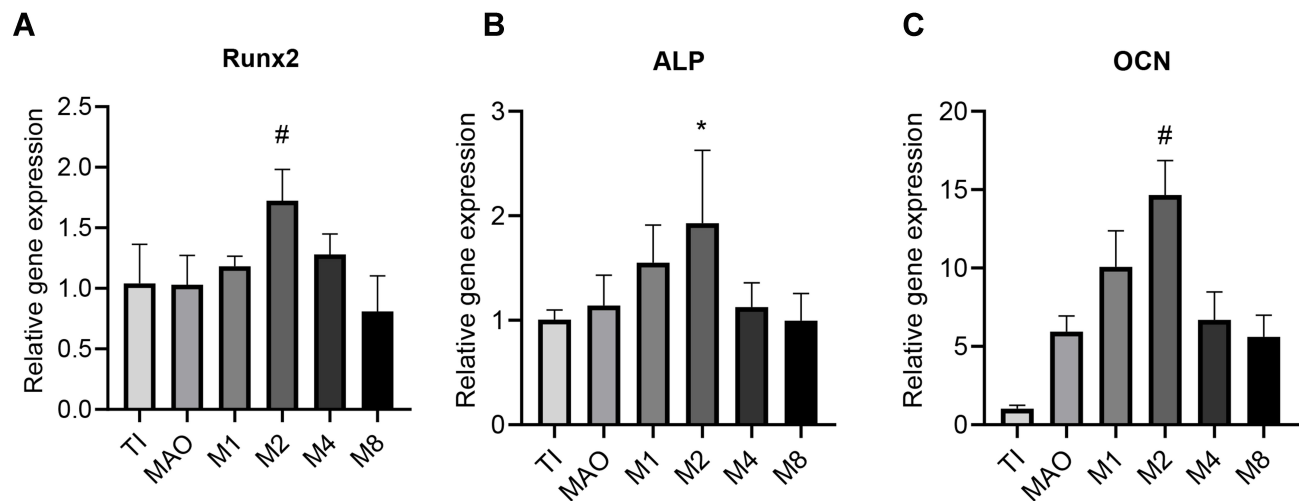 A
Runx2
Relative gene expression
2.5
2.0
1.5
1.0
0.5
0.0
#
TI
MAO
M1
M2
M4
M8
B
ALP
Relative gene expression
3
2
1
0
*
TI
MAO
M1
M2
M4
M8
C
OCN
Relative gene expression
20
15
10
5
0
#
TI
MAO
M1
M2
M4
M8